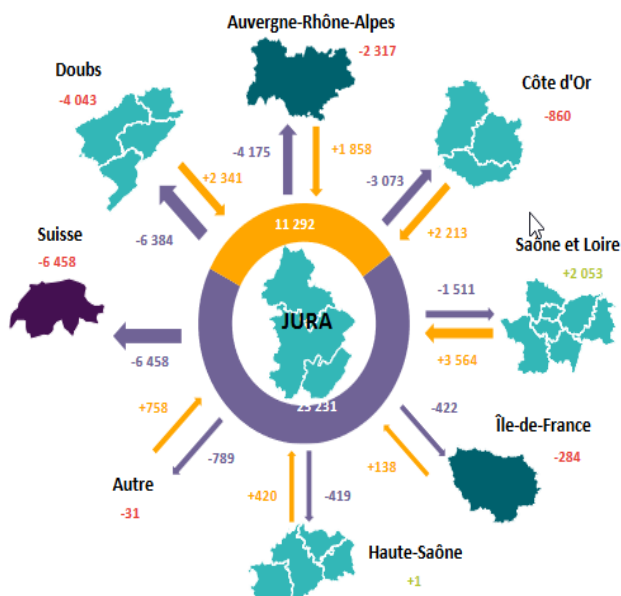 Auvergne-Rhône-Alpes
-2 317
Doubs
-4 043
Côte d'Or
-860
-4 175
+1 858
+2 341
-3 073
-6 384
11 292
+2 213
Suisse
-6 458
Saône et Loire
+2 053
-1 511
JURA
+3 564
-6 458
23 231
+758
-422
Île-de-France
-284
-789
+138
Autre
-31
+420
-419
Haute-Saône
+1